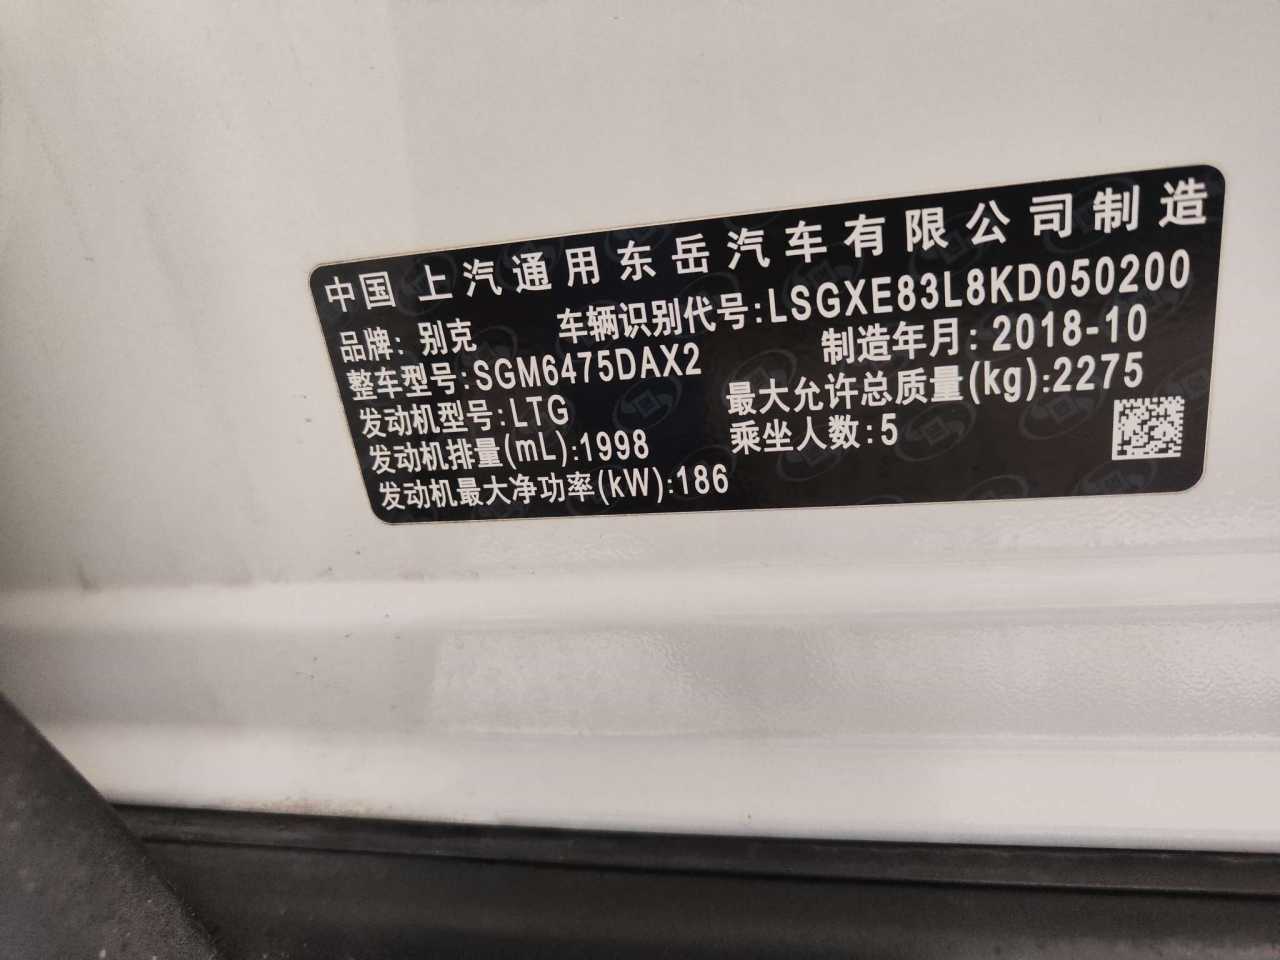 中国 上汽通用东岳汽车有限公司制造
品牌：别克 车辆识别代号:LSGXE83L8KD050200
整车型号:SGM6475DAX2 制造年月: 2018-10
发动机型号:LTG 最大允许总质量(kg):2275
发动机排量(mL):1998 乘坐人数:5
发动机最大净功率(kW):186